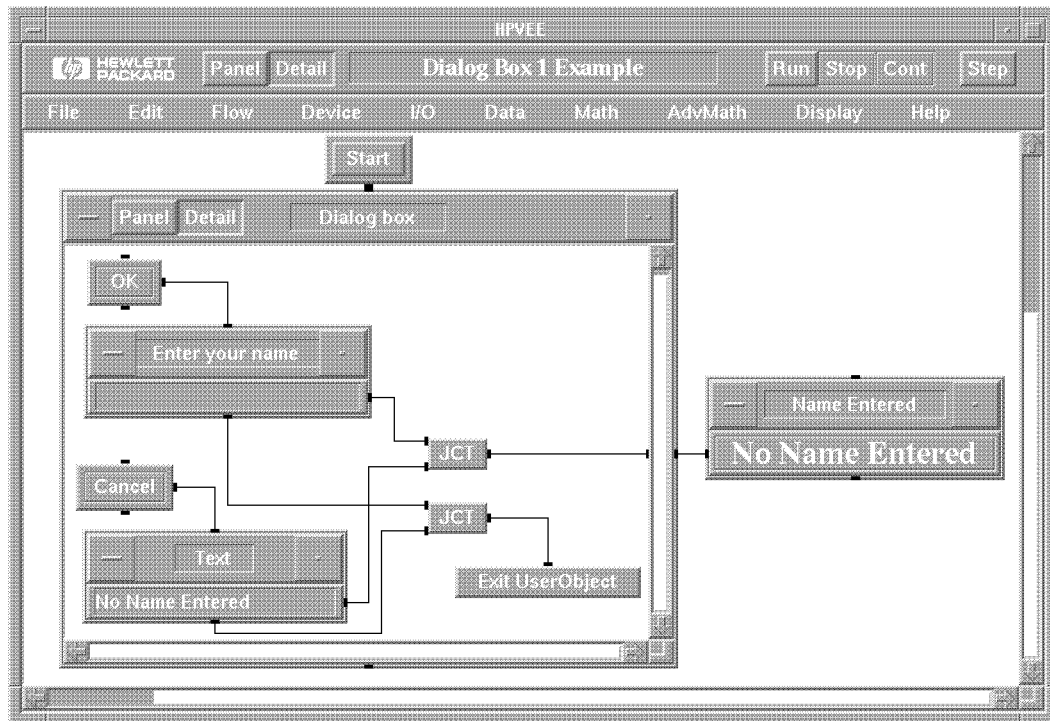 HPVEE
hp HEWLETT PACKARD Panel Detail Dialog Box 1 Example Run Stop Cont Step
File Edit Flow Device I/O Data Math AdvMath Display Help
Start
Panel Detail Dialog box
OK
Enter your name
Name Entered
JCT
No Name Entered
Cancel
JCT
Text
Exit UserObject
No Name Entered